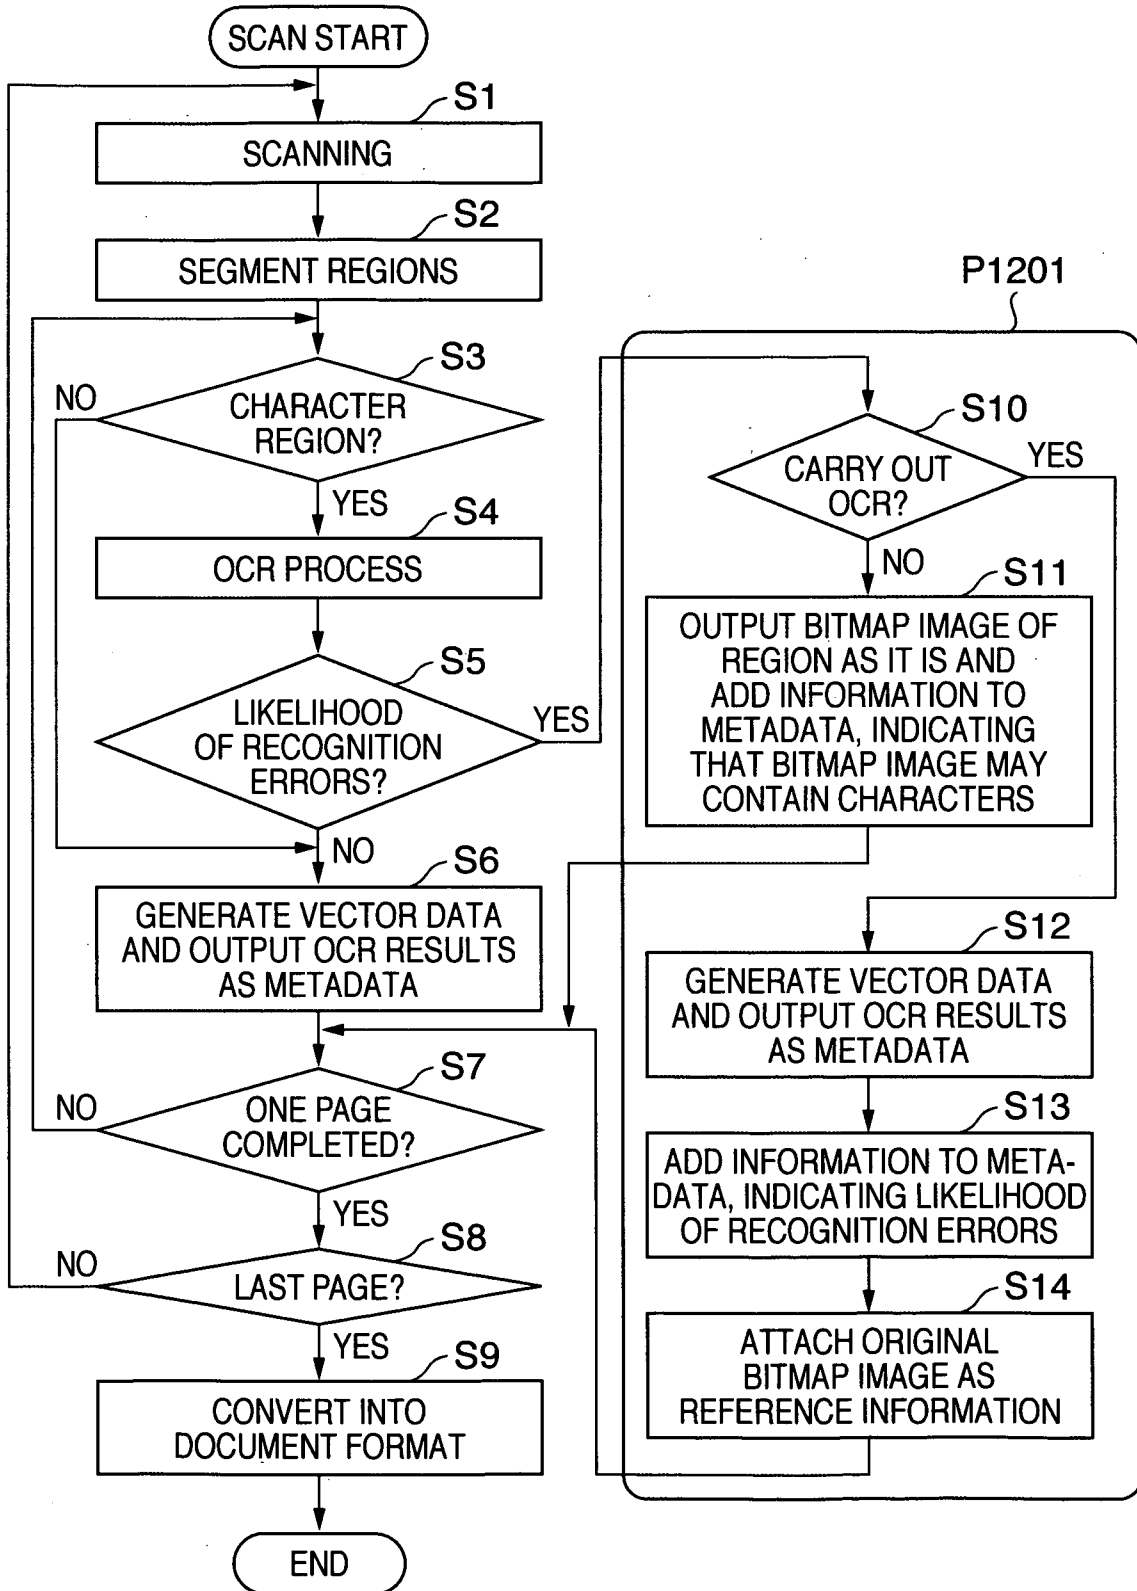 SCAN START
S1
SCANNING
S2
SEGMENT REGIONS
S3
NO
CHARACTER
REGION?
YES
S4
OCR PROCESS
S5
LIKELIHOOD
OF RECOGNITION
ERRORS?
YES
NO
S6
GENERATE VECTOR DATA
AND OUTPUT OCR RESULTS
AS METADATA
S7
NO
ONE PAGE
COMPLETED?
YES
S8
NO
LAST PAGE?
YES
S9
CONVERT INTO
DOCUMENT FORMAT
END
P1201
S10
CARRY OUT
OCR?
YES
NO
S11
OUTPUT BITMAP IMAGE OF
REGION AS IT IS AND
ADD INFORMATION TO
METADATA, INDICATING
THAT BITMAP IMAGE MAY
CONTAIN CHARACTERS
S12
GENERATE VECTOR DATA
AND OUTPUT OCR RESULTS
AS METADATA
S13
ADD INFORMATION TO META-
DATA, INDICATING LIKELIHOOD
OF RECOGNITION ERRORS
S14
ATTACH ORIGINAL
BITMAP IMAGE AS
REFERENCE INFORMATION